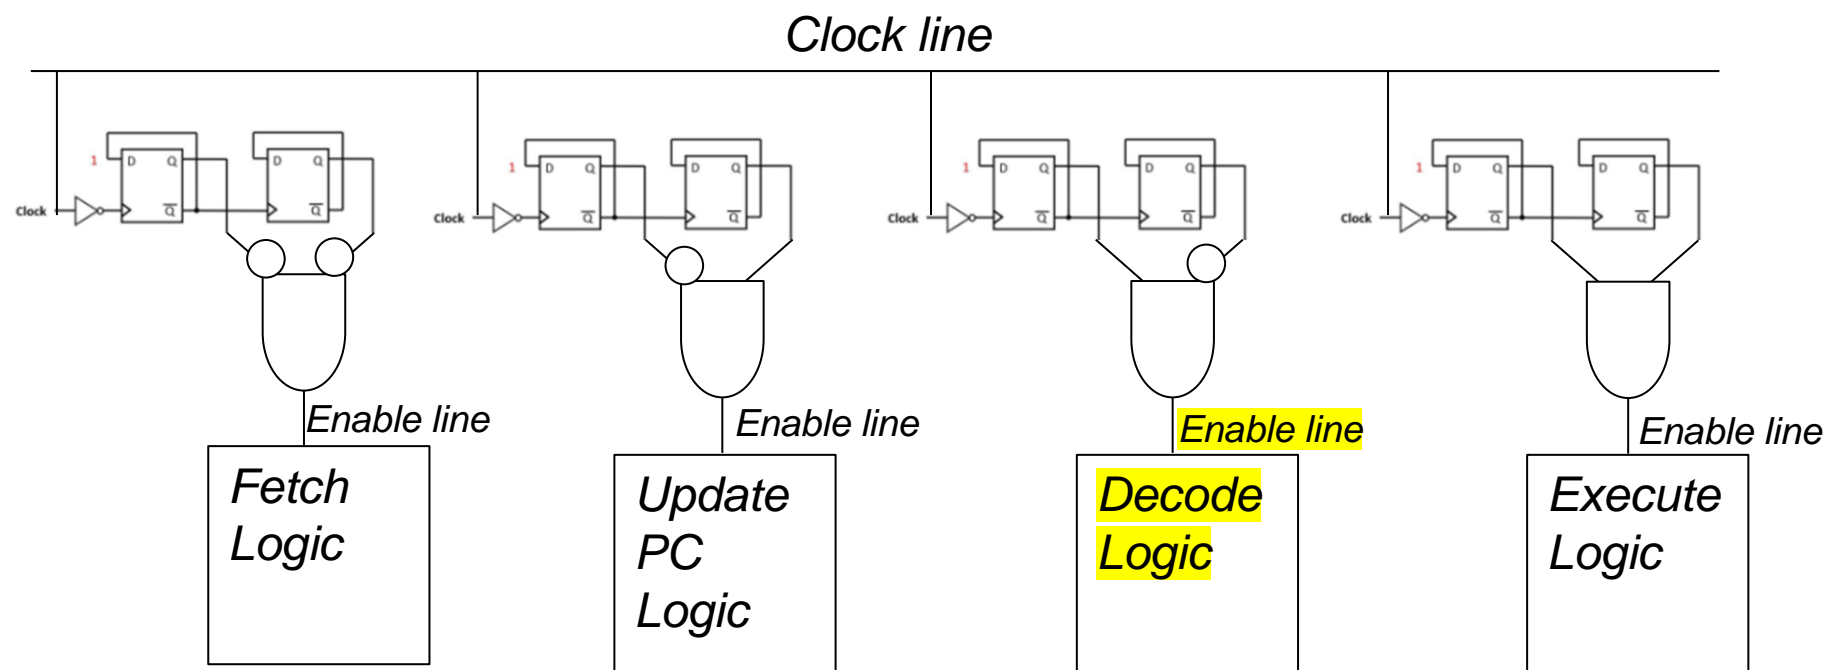 Clock line
1 D Q D Q
Clock Q Q
1 D Q D Q
Clock Q Q
1 D Q D Q
Clock Q Q
1 D Q D Q
Clock Q Q
Enable line
Enable line
Enable line
Enable line
Fetch
Logic
Update
PC
Logic
Decode
Logic
Execute
Logic